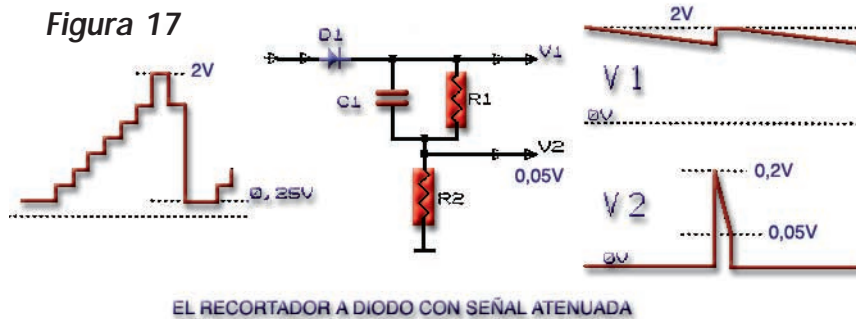 Figura 17
2V
0,25V
D1
C1
R1
R2
V1
V2
0,05V
2V
V 1
0V
0,2V
V 2
0,05V
0V
EL RECORTADOR A DIODO CON SEÑAL ATENUADA